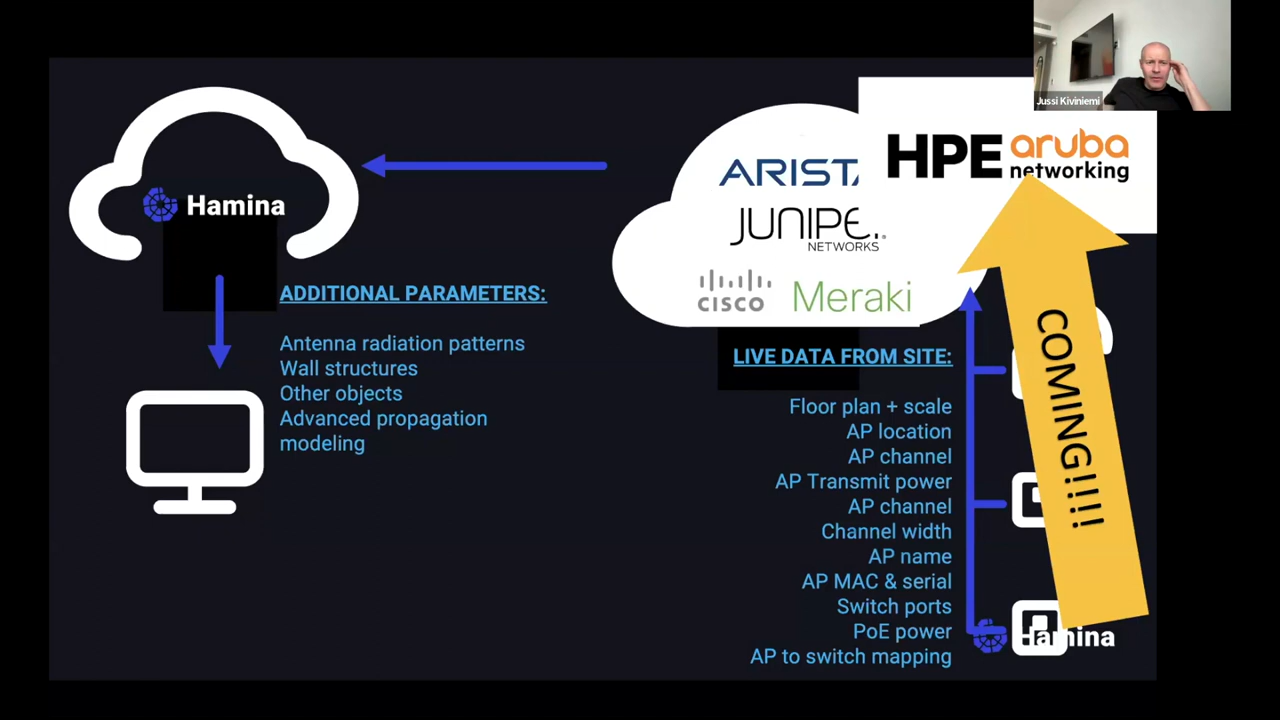 Jussi Kiviniemi
HPE aruba
networking
ARISTA
JUNIPE.
NETWORKS
CISCO Meraki
Hamina
ADDITIONAL PARAMETERS:
Antenna radiation patterns
Wall structures
Other objects
Advanced propagation
modeling
LIVE DATA FROM SITE:
Floor plan + scale
AP location
AP channel
AP Transmit power
AP channel
Channel width
AP name
AP MAC & serial
Switch ports
PoE power
AP to switch mapping
COMING!!!!
Hamina